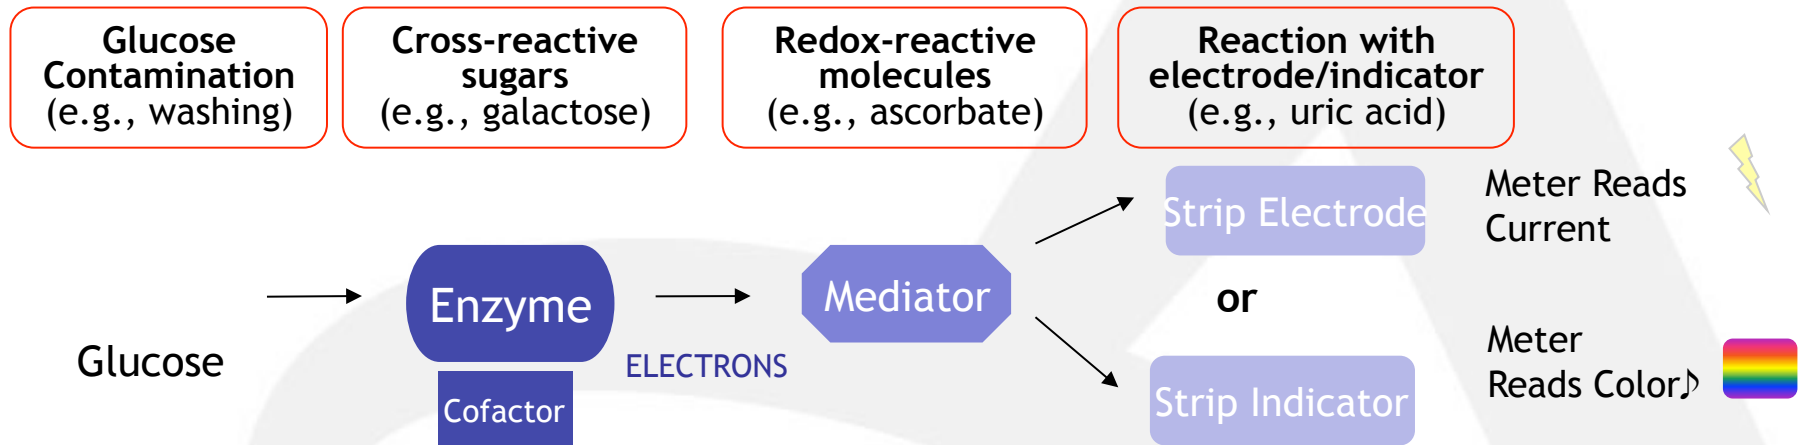 Glucose
Contamination
(e.g., washing)
Cross-reactive
sugars
(e.g., galactose)
Redox-reactive
molecules
(e.g., ascorbate)
Reaction with
electrode/indicator
(e.g., uric acid)
Glucose
Enzyme
Cofactor
ELECTRONS
Mediator
Strip Electrode
or
Strip Indicator
Meter Reads
Current
Meter
Reads Color♪